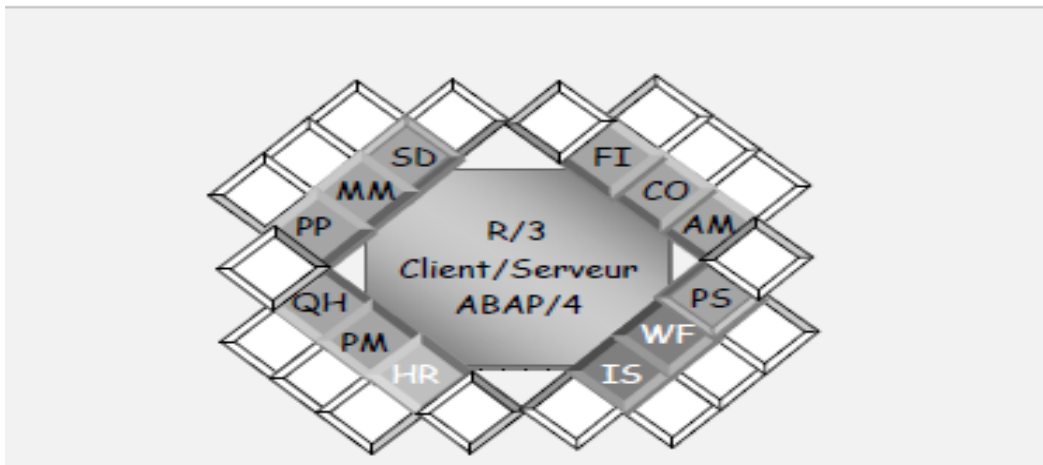 SD
MM
PP
FI
CO
AM
R/3
Client/Serveur
ABAP/4
QH
PM
HR
PS
WF
IS